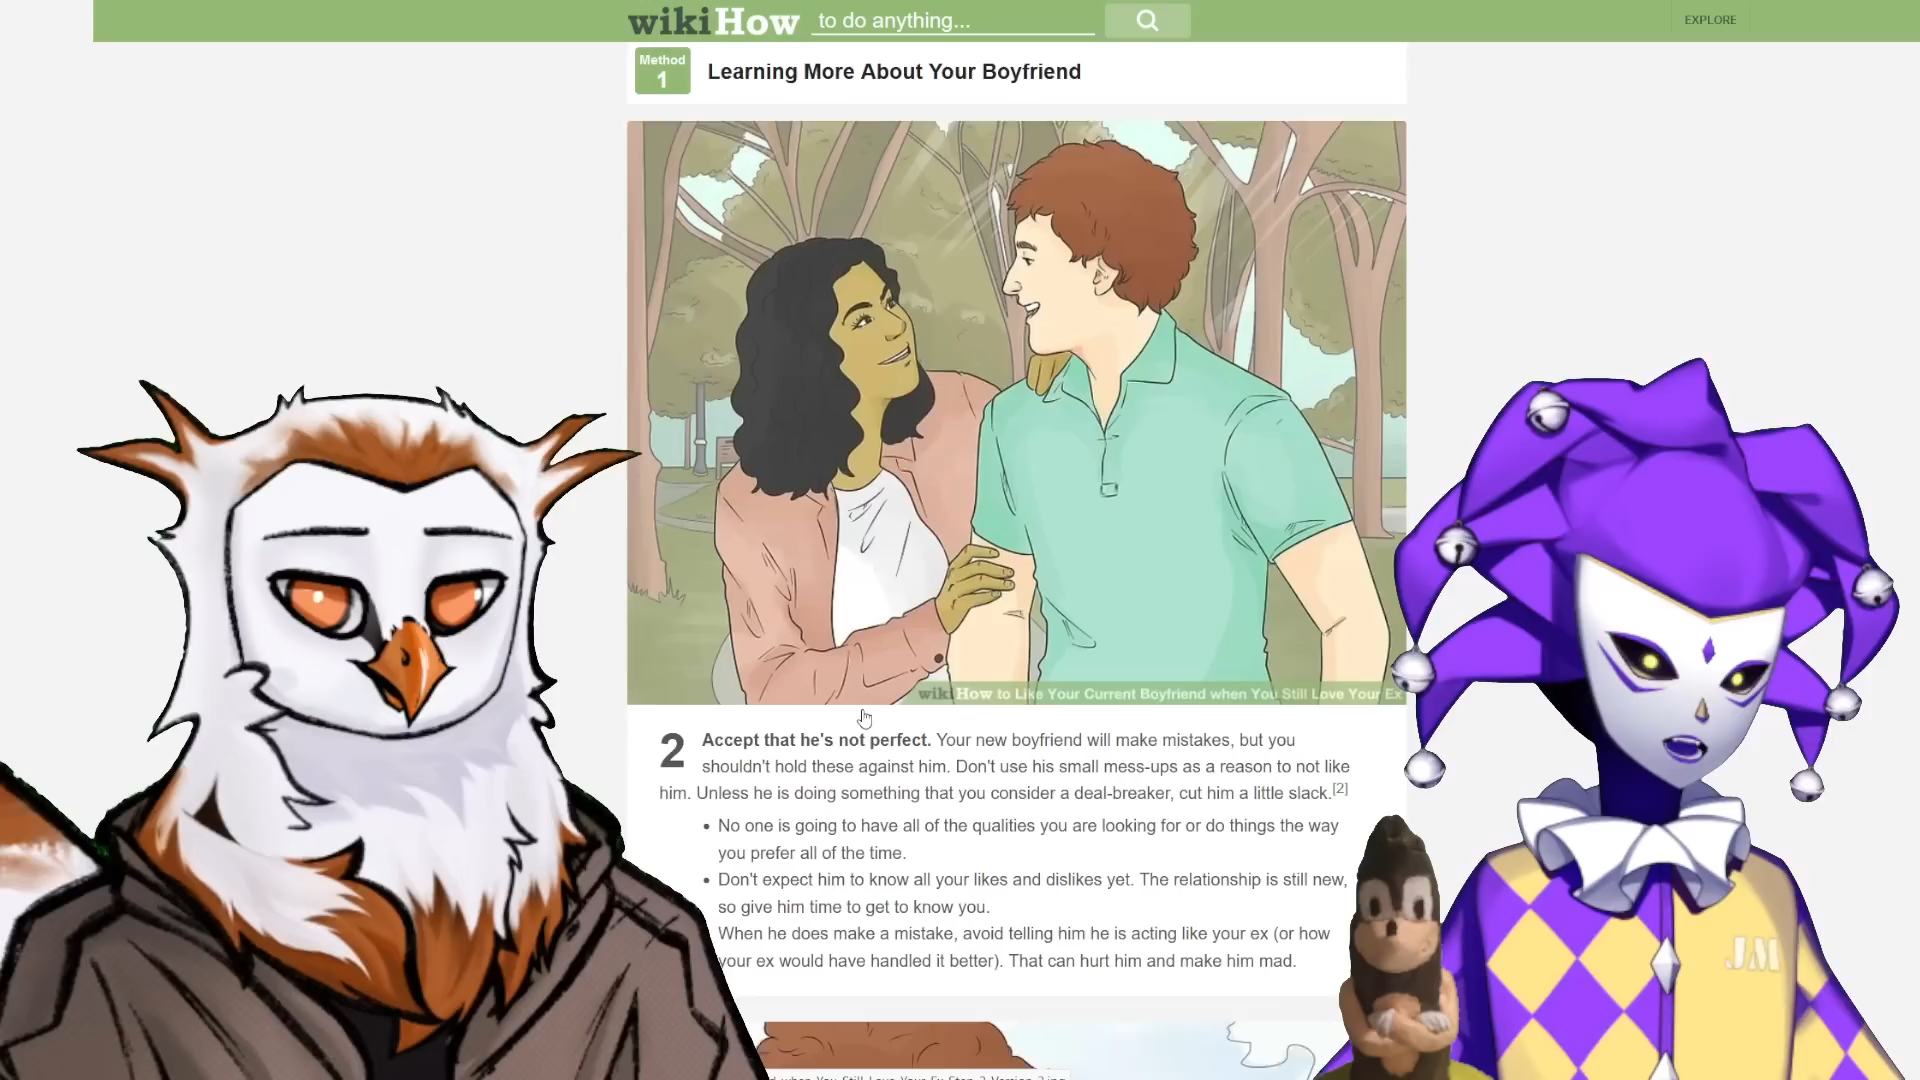 wikiHow to do anything...
EXPLORE
Method
1
Learning More About Your Boyfriend
wikiHow to Like Your Current Boyfriend when You Still Love Your Ex
2 Accept that he's not perfect. Your new boyfriend will make mistakes, but you
shouldn't hold these against him. Don't use his small mess-ups as a reason to not like
him. Unless he is doing something that you consider a deal-breaker, cut him a little slack.[2]
• No one is going to have all of the qualities you are looking for or do things the way
you prefer all of the time.
• Don't expect him to know all your likes and dislikes yet. The relationship is still new,
so give him time to get to know you.
When he does make a mistake, avoid telling him he is acting like your ex (or how
your ex would have handled it better). That can hurt him and make him mad.
JM